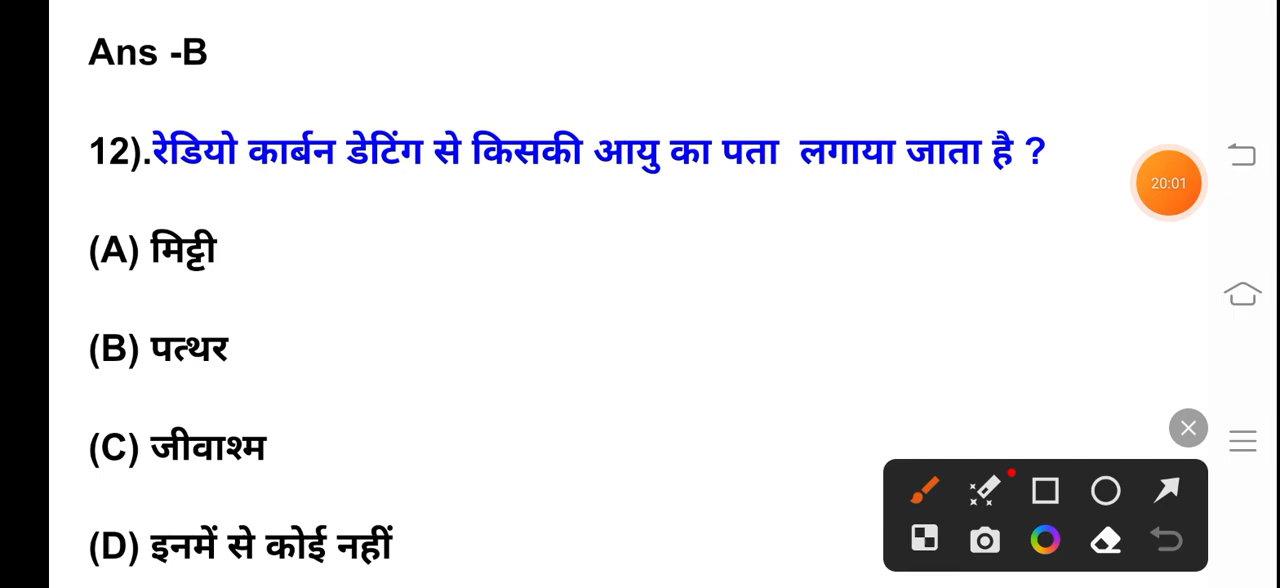 Ans -B
12).रेडियो कार्बन डेटिंग से किसकी आयु का पता लगाया जाता है ?
20:01
(A) मिट्टी
(B) पत्थर
(C) जीवाश्म
(D) इनमें से कोई नहीं